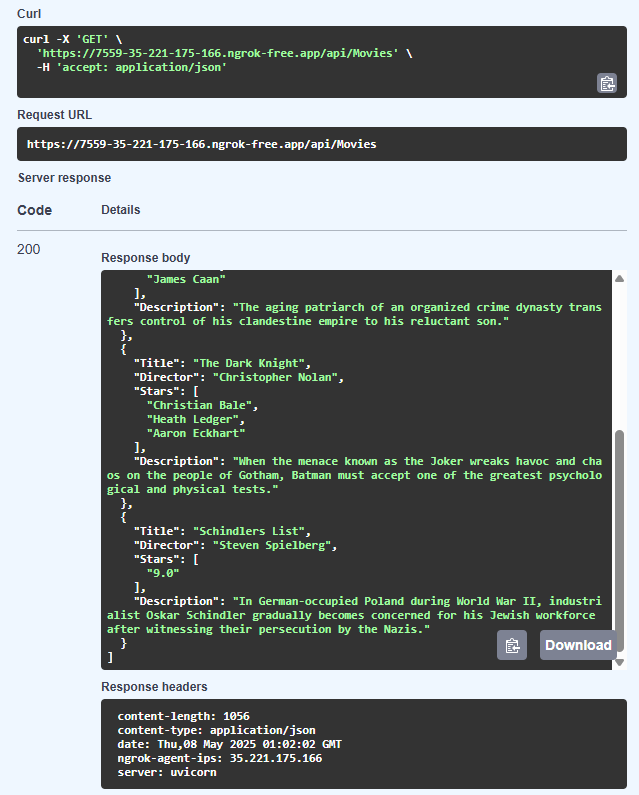 Curl
curl -X 'GET' \
  'https://7559-35-221-175-166.ngrok-free.app/api/Movies' \
  -H 'accept: application/json'
Request URL
https://7559-35-221-175-166.ngrok-free.app/api/Movies
Server response
Code Details
200
Response body
      "James Caan"
    ],
    "Description": "The aging patriarch of an organized crime dynasty trans
fers control of his clandestine empire to his reluctant son."
  },
  {
    "Title": "The Dark Knight",
    "Director": "Christopher Nolan",
    "Stars": [
      "Christian Bale",
      "Heath Ledger",
      "Aaron Eckhart"
    ],
    "Description": "When the menace known as the Joker wreaks havoc and cha
os on the people of Gotham, Batman must accept one of the greatest psycholo
gical and physical tests."
  },
  {
    "Title": "Schindlers List",
    "Director": "Steven Spielberg",
    "Stars": [
      "9.0"
    ],
    "Description": "In German-occupied Poland during World War II, industri
alist Oskar Schindler gradually becomes concerned for his Jewish workforce
after witnessing their persecution by the Nazis."
  }
]
Download
Response headers
content-length: 1056
content-type: application/json
date: Thu,08 May 2025 01:02:02 GMT
ngrok-agent-ips: 35.221.175.166
server: uvicorn